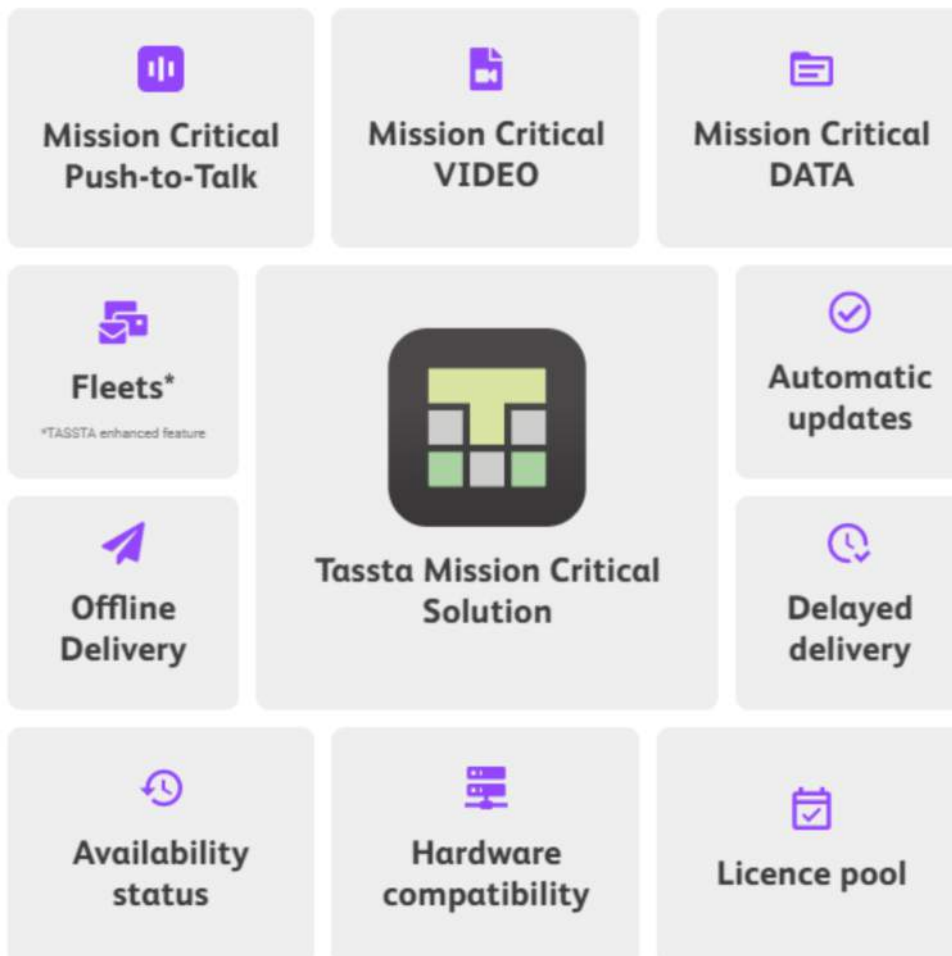 Mission Critical
Push-to-Talk
Mission Critical
VIDEO
Mission Critical
DATA
Fleets*
*TASSTA enhanced feature
Tassta Mission Critical
Solution
Automatic
updates
Offline
Delivery
Delayed
delivery
Availability
status
Hardware
compatibility
Licence pool